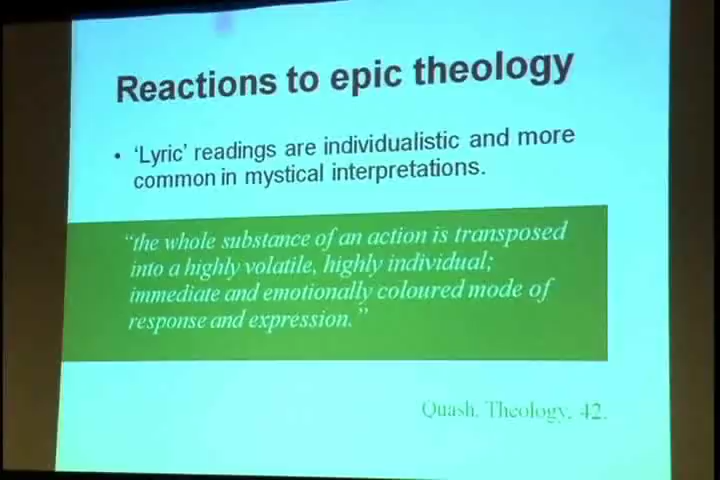 Reactions to epic theology
• ‘Lyric’ readings are individualistic and more
common in mystical interpretations.
“the whole substance of an action is transposed
into a highly volatile, highly individual;
immediate and emotionally coloured mode of
response and expression.”
Quash, Theology, 42.